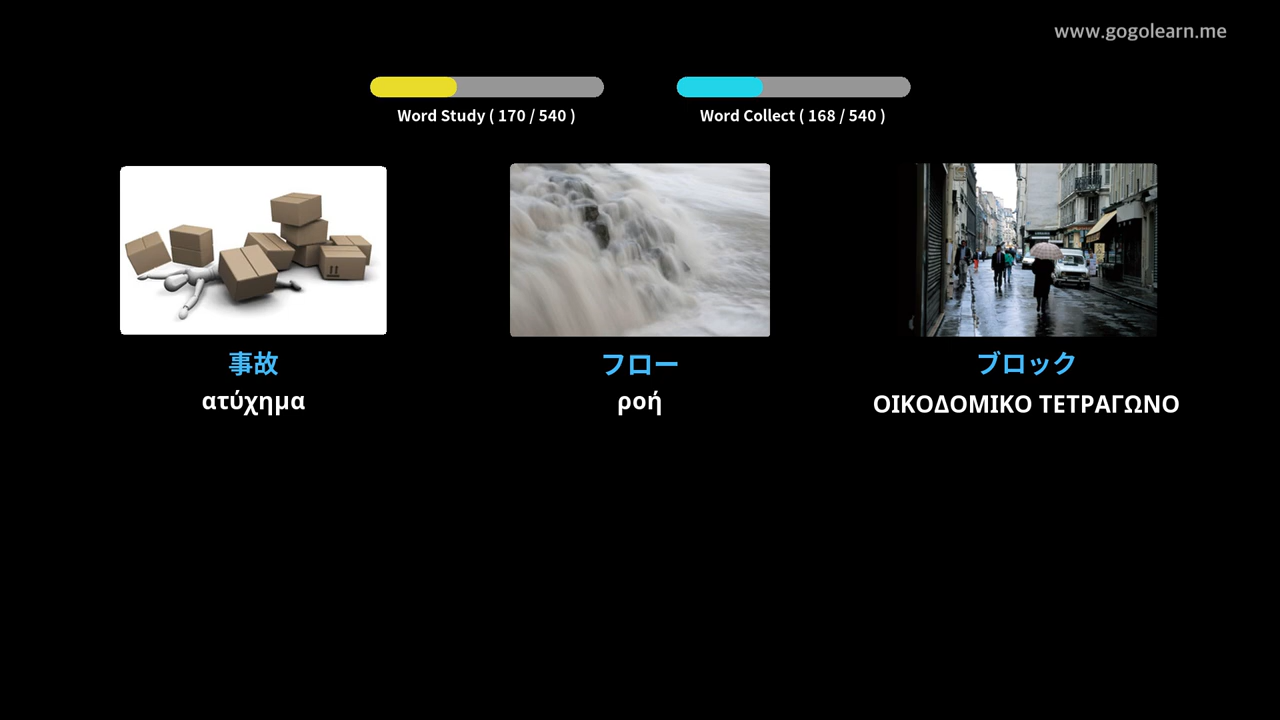 www.gogolearn.me
Word Study ( 170 / 540 )
Word Collect ( 168 / 540 )
事故
ατύχημα
フロー
ροή
ブロック
ΟΙΚΟΔΟΜΙΚΟ ΤΕΤΡΑΓΩΝΟ